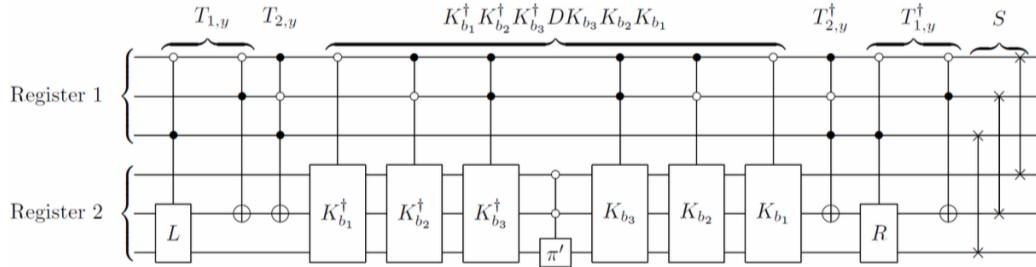 T_{1,y} T_{2,y} K_{b_1}^† K_{b_2}^† K_{b_3}^† D K_{b_3} K_{b_2} K_{b_1} T_{2,y}^† T_{1,y}^† S
Register 1
Register 2
L K_{b_1}^† K_{b_2}^† K_{b_3}^† π′ K_{b_3} K_{b_2} K_{b_1} R